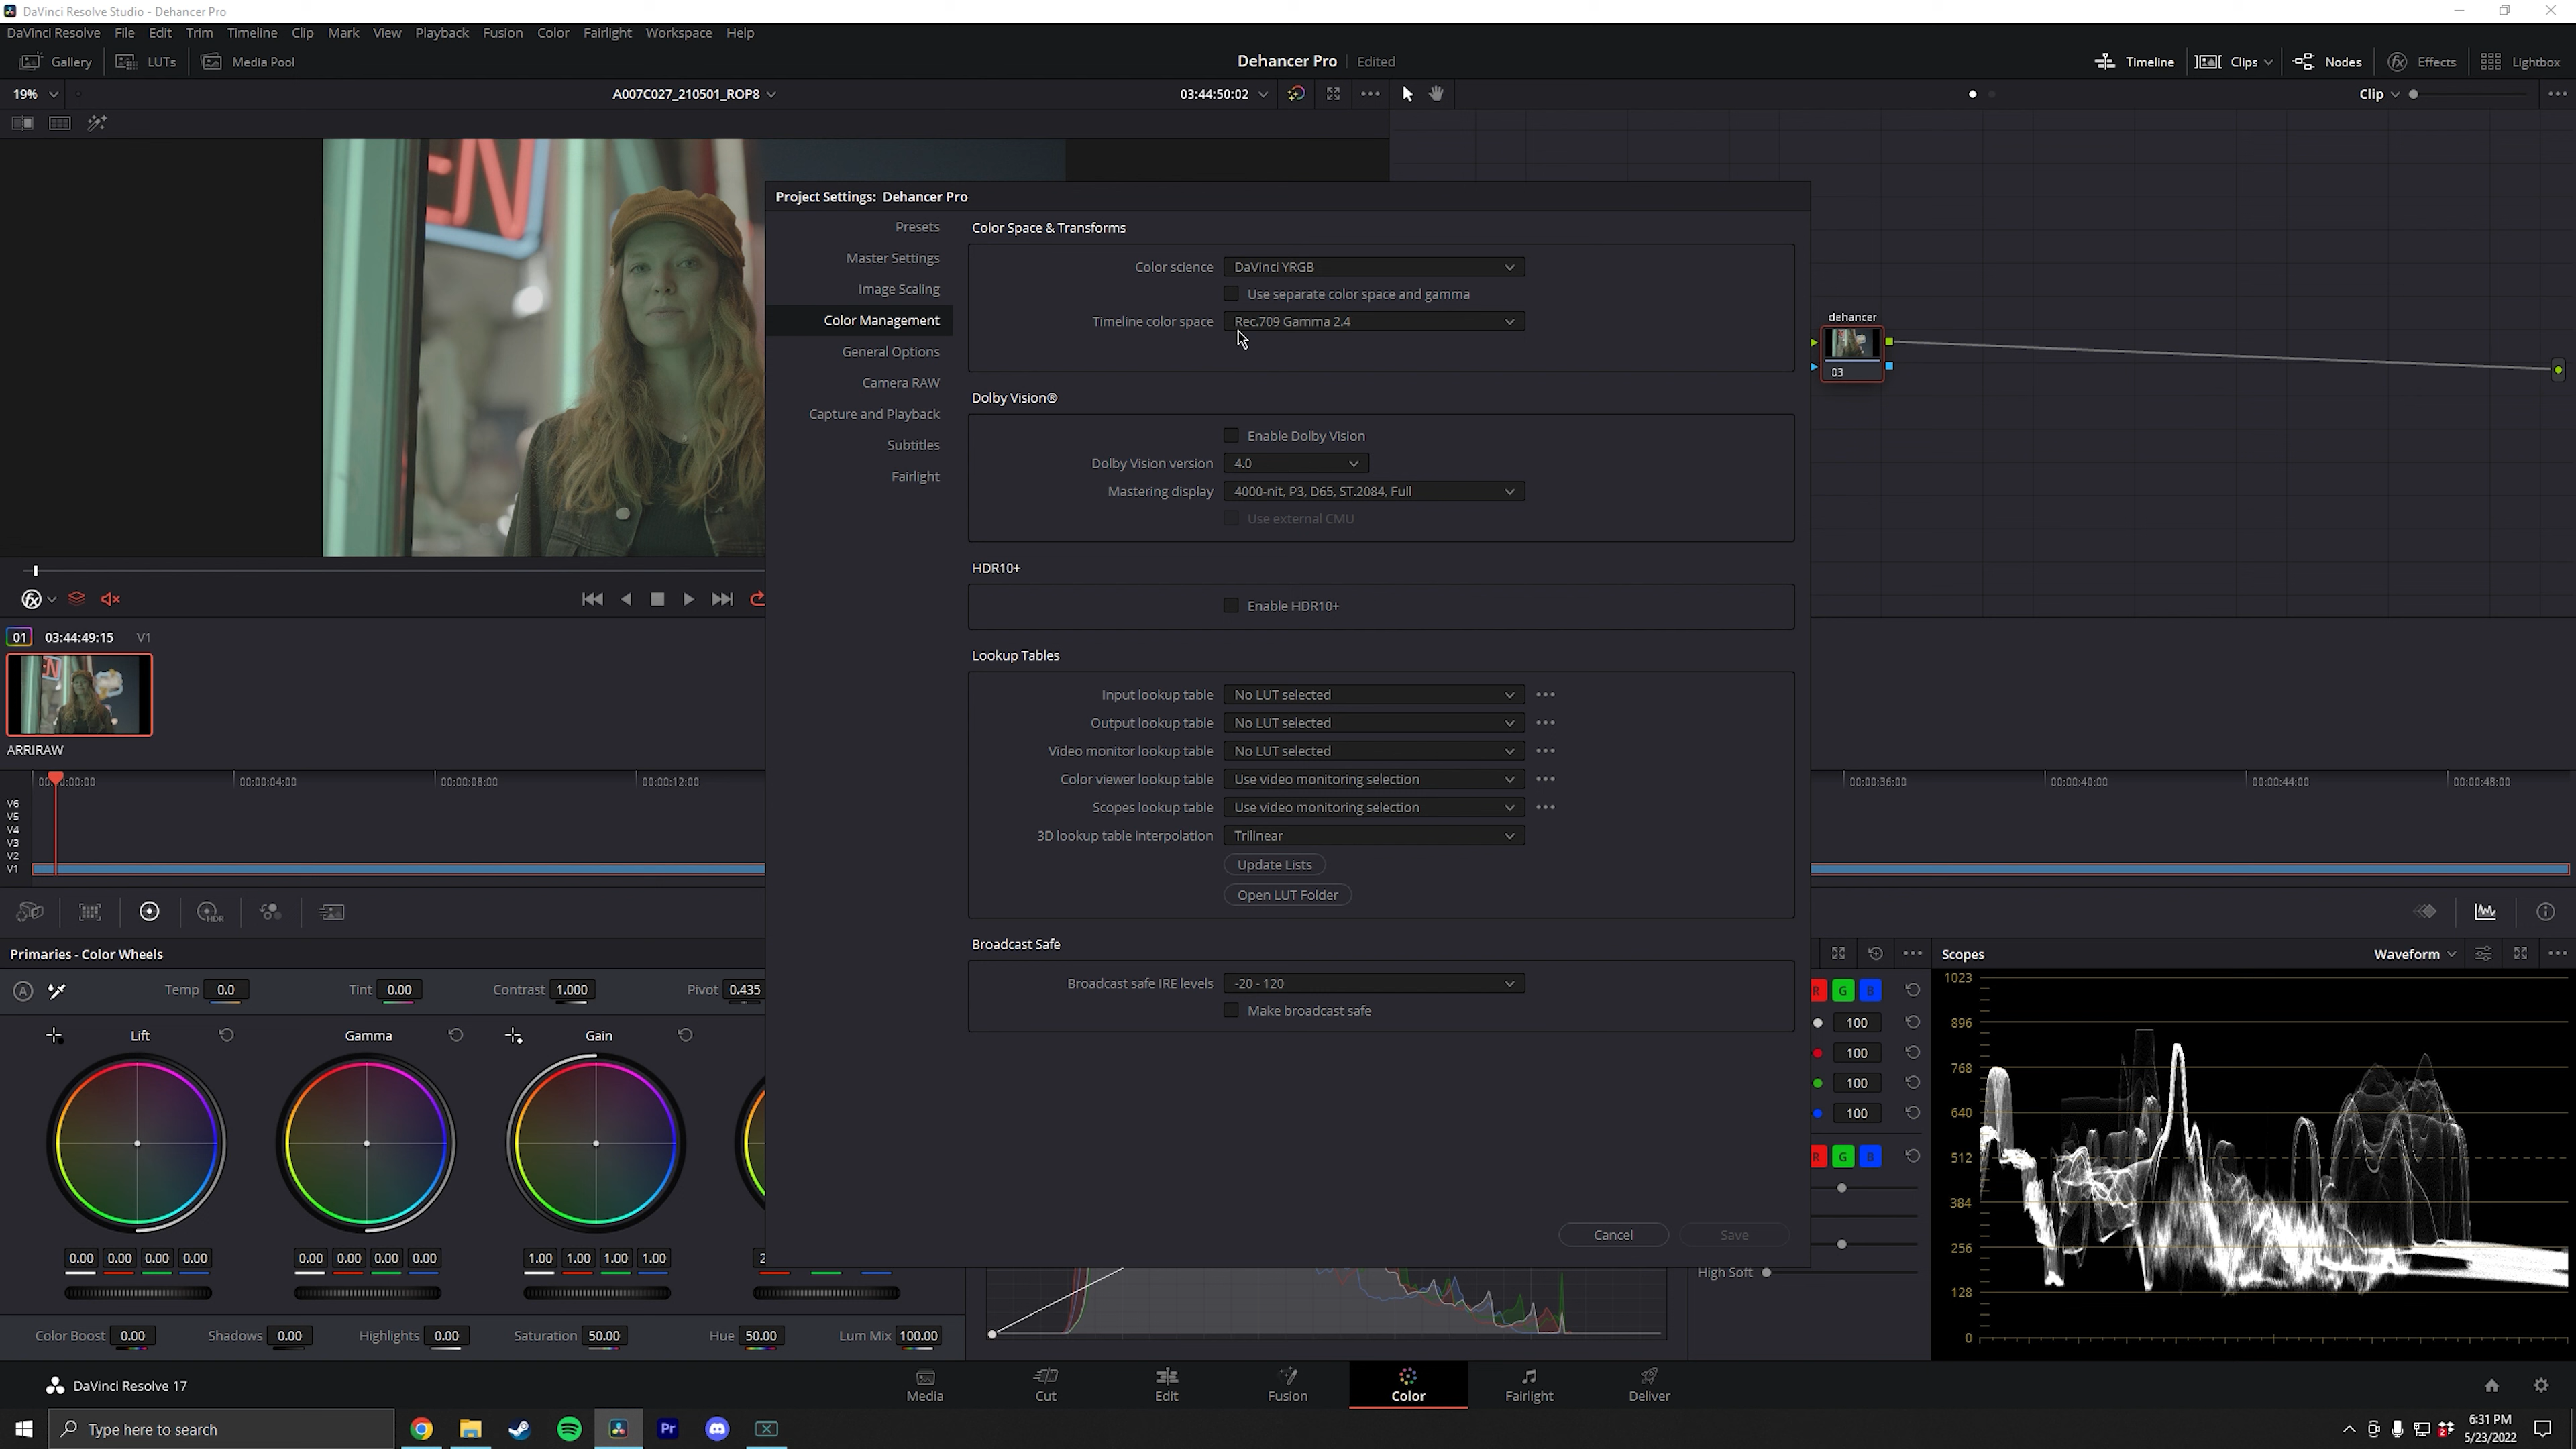 DaVinci Resolve Studio - Dehancer Pro
DaVinci Resolve File Edit Trim Timeline Clip Mark View Playback Fusion Color Fairlight Workspace Help
Gallery LUTs Media Pool Dehancer Pro Edited Timeline Clips Nodes Effects Lightbox
19% A007C027_210501_ROP8 03:44:50:02 Clip
Project Settings: Dehancer Pro
Presets
Master Settings
Image Scaling
Color Management
General Options
Camera RAW
Capture and Playback
Subtitles
Fairlight
Color Space & Transforms
Color science DaVinci YRGB
Use separate color space and gamma
Timeline color space Rec.709 Gamma 2.4
Dolby Vision®
Enable Dolby Vision
Dolby Vision version 4.0
Mastering display 4000-nit, P3, D65, ST.2084, Full
Use external CMU
HDR10+
Enable HDR10+
Lookup Tables
Input lookup table No LUT selected
Output lookup table No LUT selected
Video monitor lookup table No LUT selected
Color viewer lookup table Use video monitoring selection
Scopes lookup table Use video monitoring selection
3D lookup table interpolation Trilinear
Update Lists
Open LUT Folder
Broadcast Safe
Broadcast safe IRE levels -20 - 120
Make broadcast safe
Cancel Save
dehancer
03
EN
01 03:44:49:15 V1
ARRIRAW
00:00:04:00 00:00:08:00 00:00:12:00 00:00:36:00 00:00:40:00 00:00:44:00 00:00:48:00
V6
V5
V4
V3
V2
V1
HDR
Primaries - Color Wheels
A Temp 0.0 Tint 0.00 Contrast 1.000 Pivot 0.435
Lift Gamma Gain
0.00 0.00 0.00 0.00 0.00 0.00 0.00 0.00 1.00 1.00 1.00 1.00 2
Color Boost 0.00 Shadows 0.00 Highlights 0.00 Saturation 50.00 Hue 50.00 Lum Mix 100.00
R G B
100
100
100
100
R G B
High Soft
Scopes Waveform
1023
896
768
640
512
384
256
128
0
DaVinci Resolve 17 Media Cut Edit Fusion Color Fairlight Deliver
Type here to search Pr 2 6:31 PM
5/23/2022